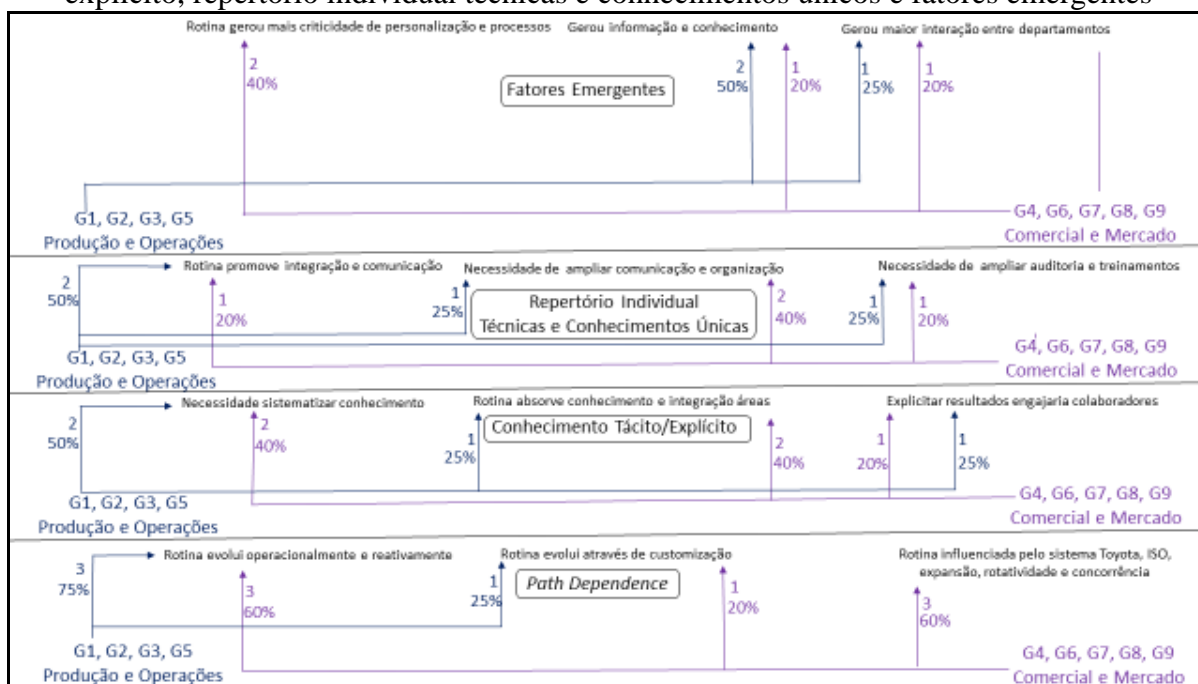 explícito, repertório individual técnicas e conhecimentos únicos e fatores emergentes
Rotina gerou mais criticidade de personalização e processos
Gerou informação e conhecimento
Gerou maior interação entre departamentos
2
40%
Fatores Emergentes
2
50%
1
20%
1
25%
1
20%
G1, G2, G3, G5
Produção e Operações
G4, G6, G7, G8, G9
Comercial e Mercado
Rotina promove integração e comunicação
Necessidade de ampliar comunicação e organização
Necessidade de ampliar auditoria e treinamentos
2
50%
1
20%
1
25%
Repertório Individual
Técnicas e Conhecimentos Únicas
2
40%
1
25%
1
20%
G1, G2, G3, G5
Produção e Operações
G4, G6, G7, G8, G9
Comercial e Mercado
Necessidade sistematizar conhecimento
Rotina absorve conhecimento e integração áreas
Explicitar resultados engajaria colaboradores
2
50%
2
40%
1
25%
Conhecimento Tácito/Explícito
2
40%
1
20%
1
25%
G1, G2, G3, G5
Produção e Operações
G4, G6, G7, G8, G9
Comercial e Mercado
Rotina evolui operacionalmente e reativamente
Rotina evolui através de customização
Rotina influenciada pelo sistema Toyota, ISO,
expansão, rotatividade e concorrência
3
75%
3
60%
1
25%
Path Dependence
1
20%
3
60%
G1, G2, G3, G5
Produção e Operações
G4, G6, G7, G8, G9
Comercial e Mercado